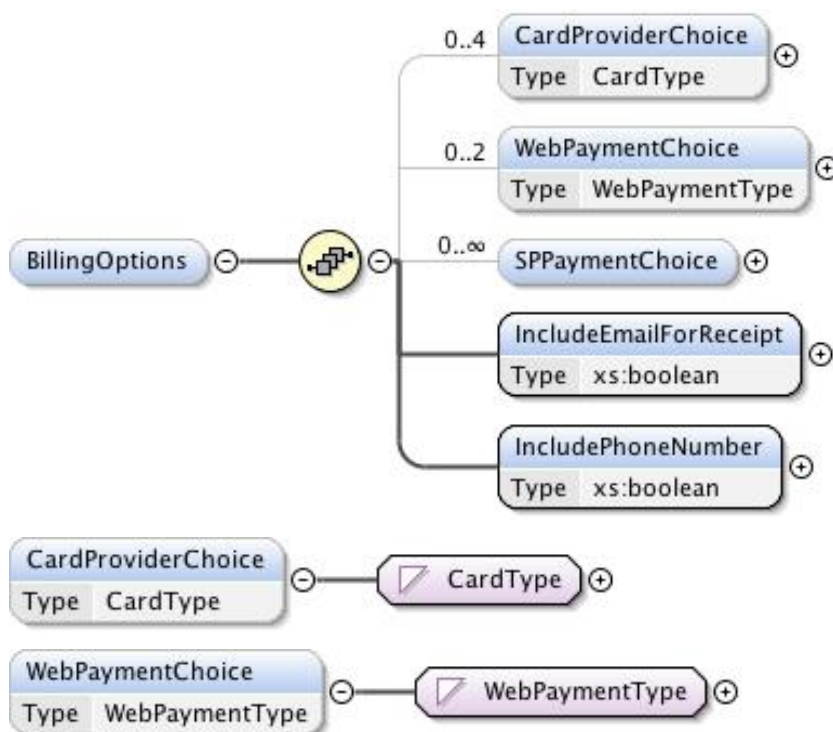 0..4
CardProviderChoice
Type CardType
0..2
WebPaymentChoice
Type WebPaymentType
BillingOptions
0..∞
SPPaymentChoice
IncludeEmailForReceipt
Type xs:boolean
IncludePhoneNumber
Type xs:boolean
CardProviderChoice
Type CardType
CardType
WebPaymentChoice
Type WebPaymentType
WebPaymentType